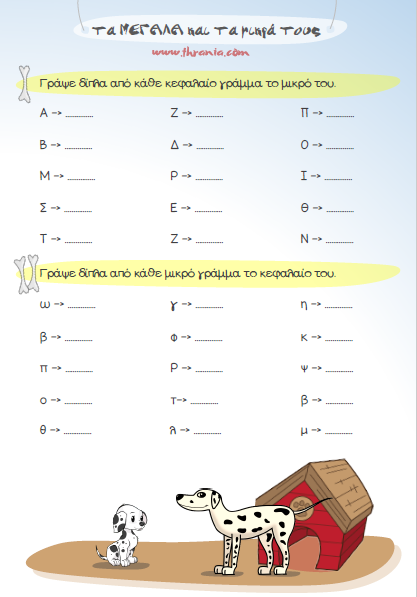 Τα ΜΕΓΑΛΑ και Τα μικρά τους
www.thrania.com
Γράψε δίπλα από κάθε κεφαλαίο γράμμα το μικρό του.
Α -> ............ Ζ -> ............ Π -> ............
Β -> ............ Δ -> ............ Ο -> ............
Μ -> ............ Ρ -> ............ Ι -> ............
Σ -> ............ Ε -> ............ Θ -> ............
Τ -> ............ Ζ -> ............ Ν -> ............
Γράψε δίπλα από κάθε μικρό γράμμα το κεφαλαίο του.
ω -> ............ γ -> ............ η -> ............
β -> ............ φ -> ............ κ -> ............
π -> ............ Ρ -> ............ ψ -> ............
ο -> ............ τ-> ............ β -> ............
θ -> ............ λ -> ............ μ -> ............